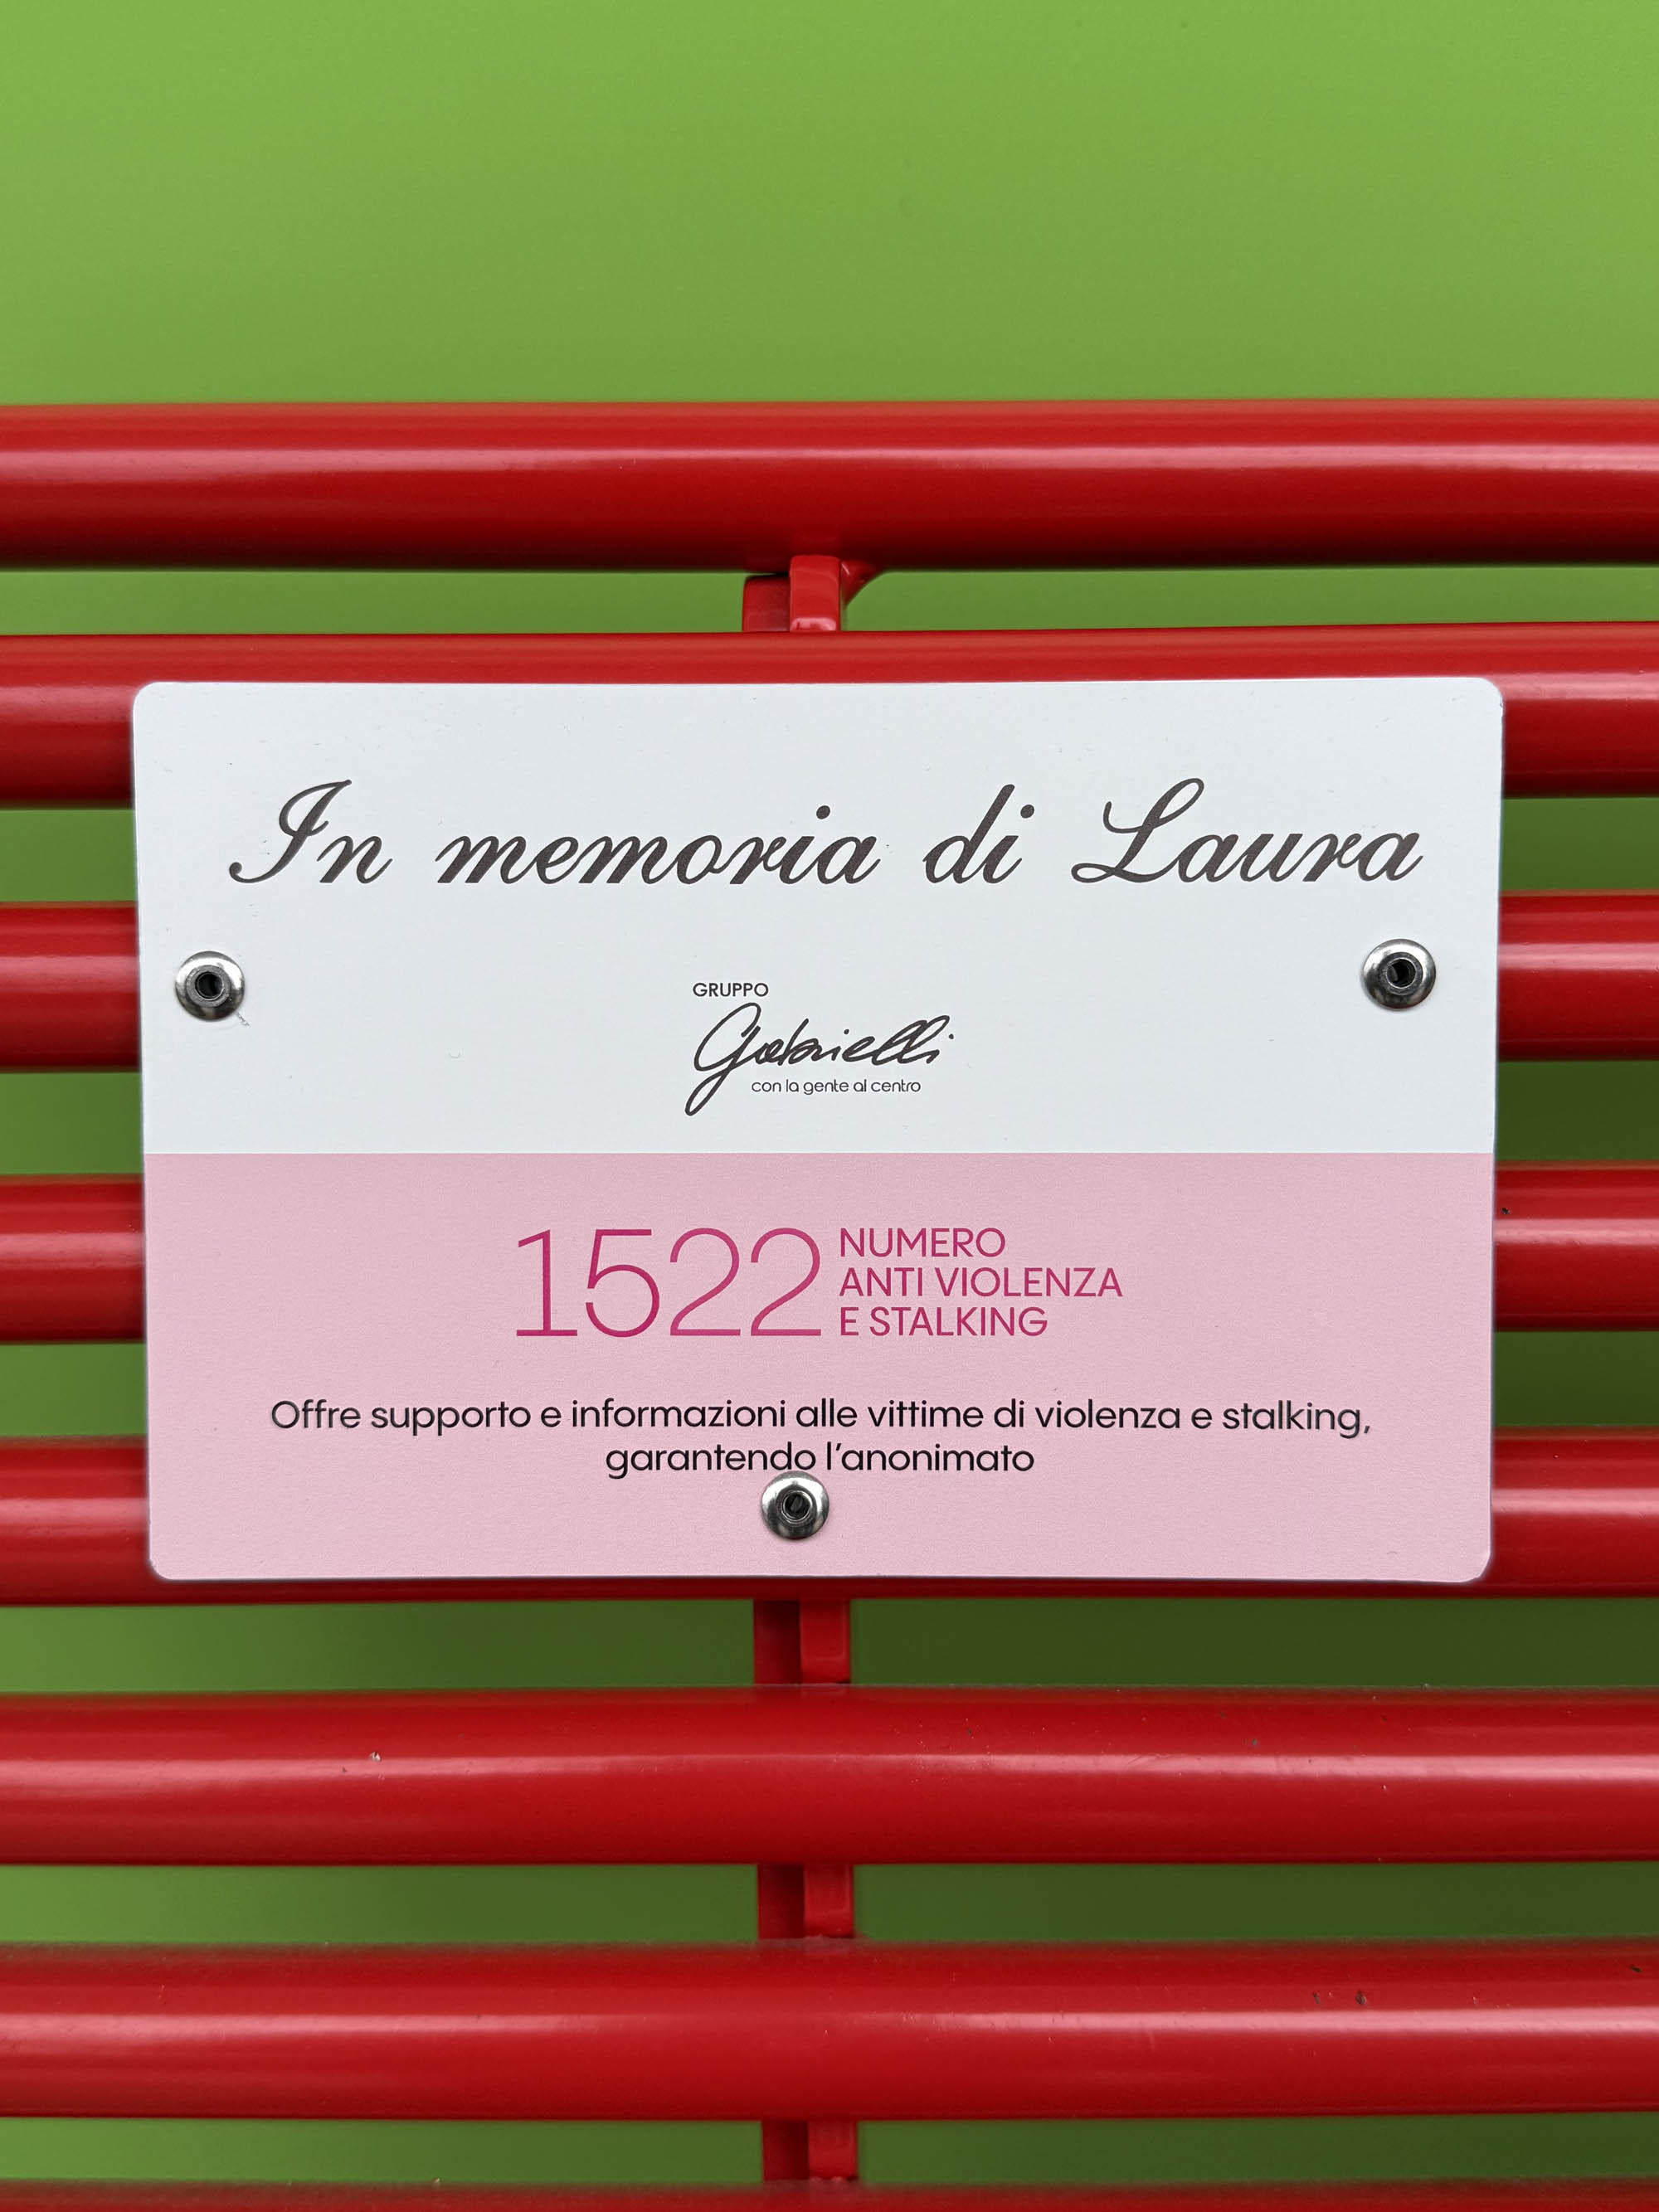 In memoria di Laura
GRUPPO
Gabrielli
con la gente al centro
1522 NUMERO
ANTI VIOLENZA
E STALKING
Offre supporto e informazioni alle vittime di violenza e stalking,
garantendo l'anonimato